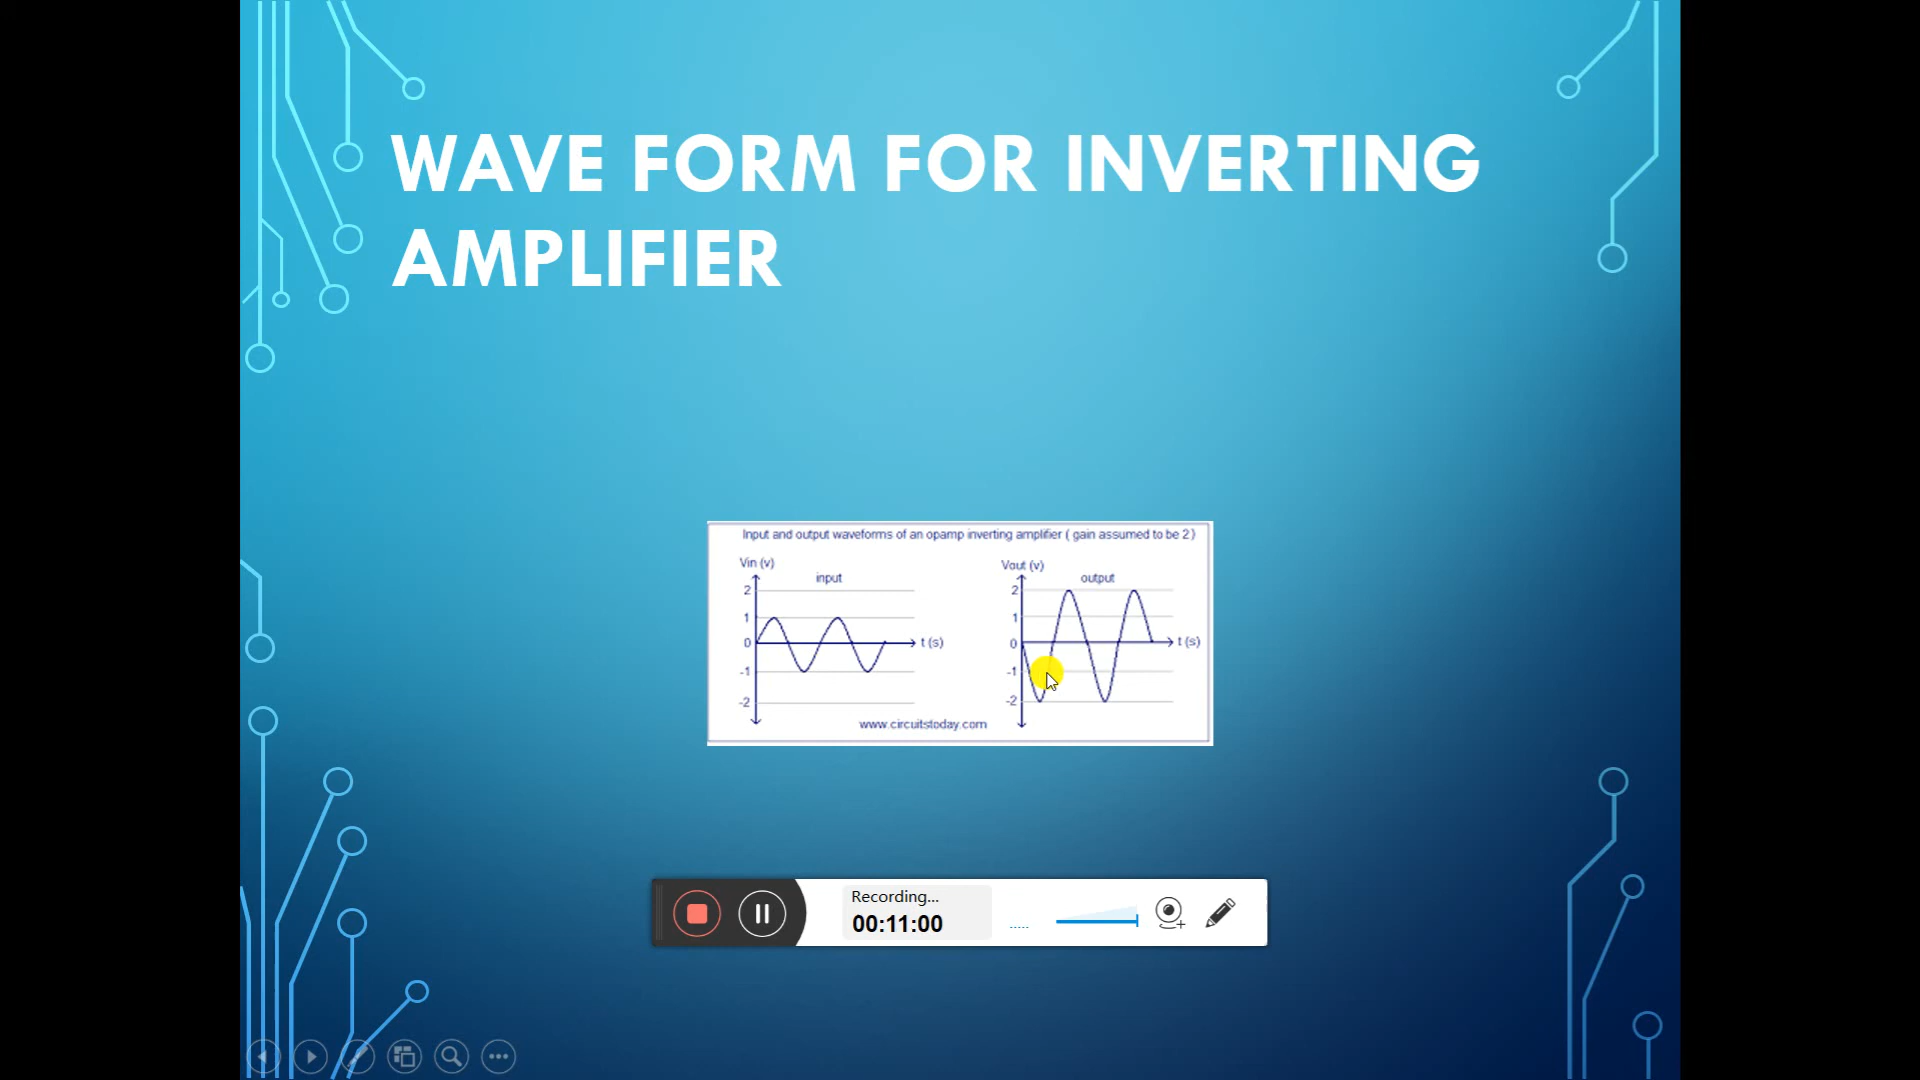 WAVE FORM FOR INVERTING
AMPLIFIER
Input and output waveforms of an opamp inverting amplifier ( gain assumed to be 2 )
Vin (v)
input
2
1
0
-1
-2
t (s)
Vout (v)
output
2
1
0
-1
-2
t (s)
www.circuitstoday.com
Recording...
00:11:00